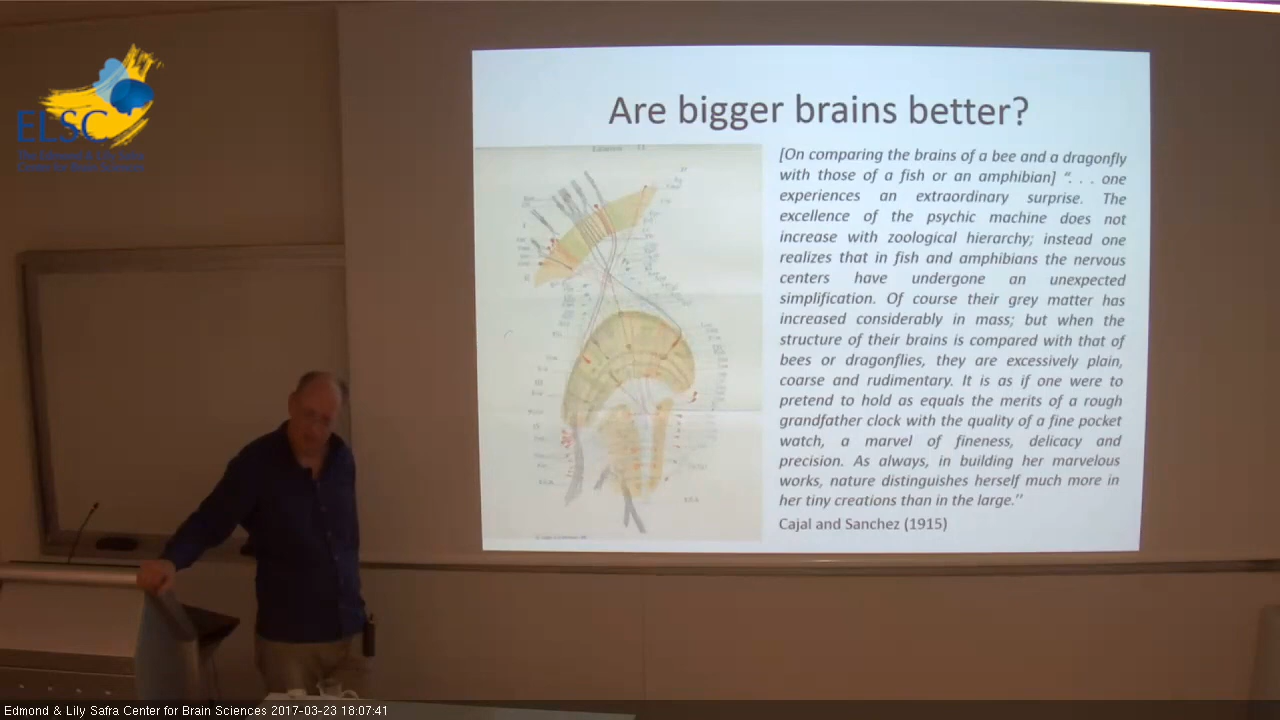 ELSC
The Edmond & Lily Safra
Center for Brain Sciences
Are bigger brains better?
[On comparing the brains of a bee and a dragonfly
with those of a fish or an amphibian] “. . . one
experiences an extraordinary surprise. The
excellence of the psychic machine does not
increase with zoological hierarchy; instead one
realizes that in fish and amphibians the nervous
centers have undergone an unexpected
simplification. Of course their grey matter has
increased considerably in mass; but when the
structure of their brains is compared with that of
bees or dragonflies, they are excessively plain,
coarse and rudimentary. It is as if one were to
pretend to hold as equals the merits of a rough
grandfather clock with the quality of a fine pocket
watch, a marvel of fineness, delicacy and
precision. As always, in building her marvelous
works, nature distinguishes herself much more in
her tiny creations than in the large.’’
Cajal and Sanchez (1915)
Edmond & Lily Safra Center for Brain Sciences 2017-03-23 18:07:41